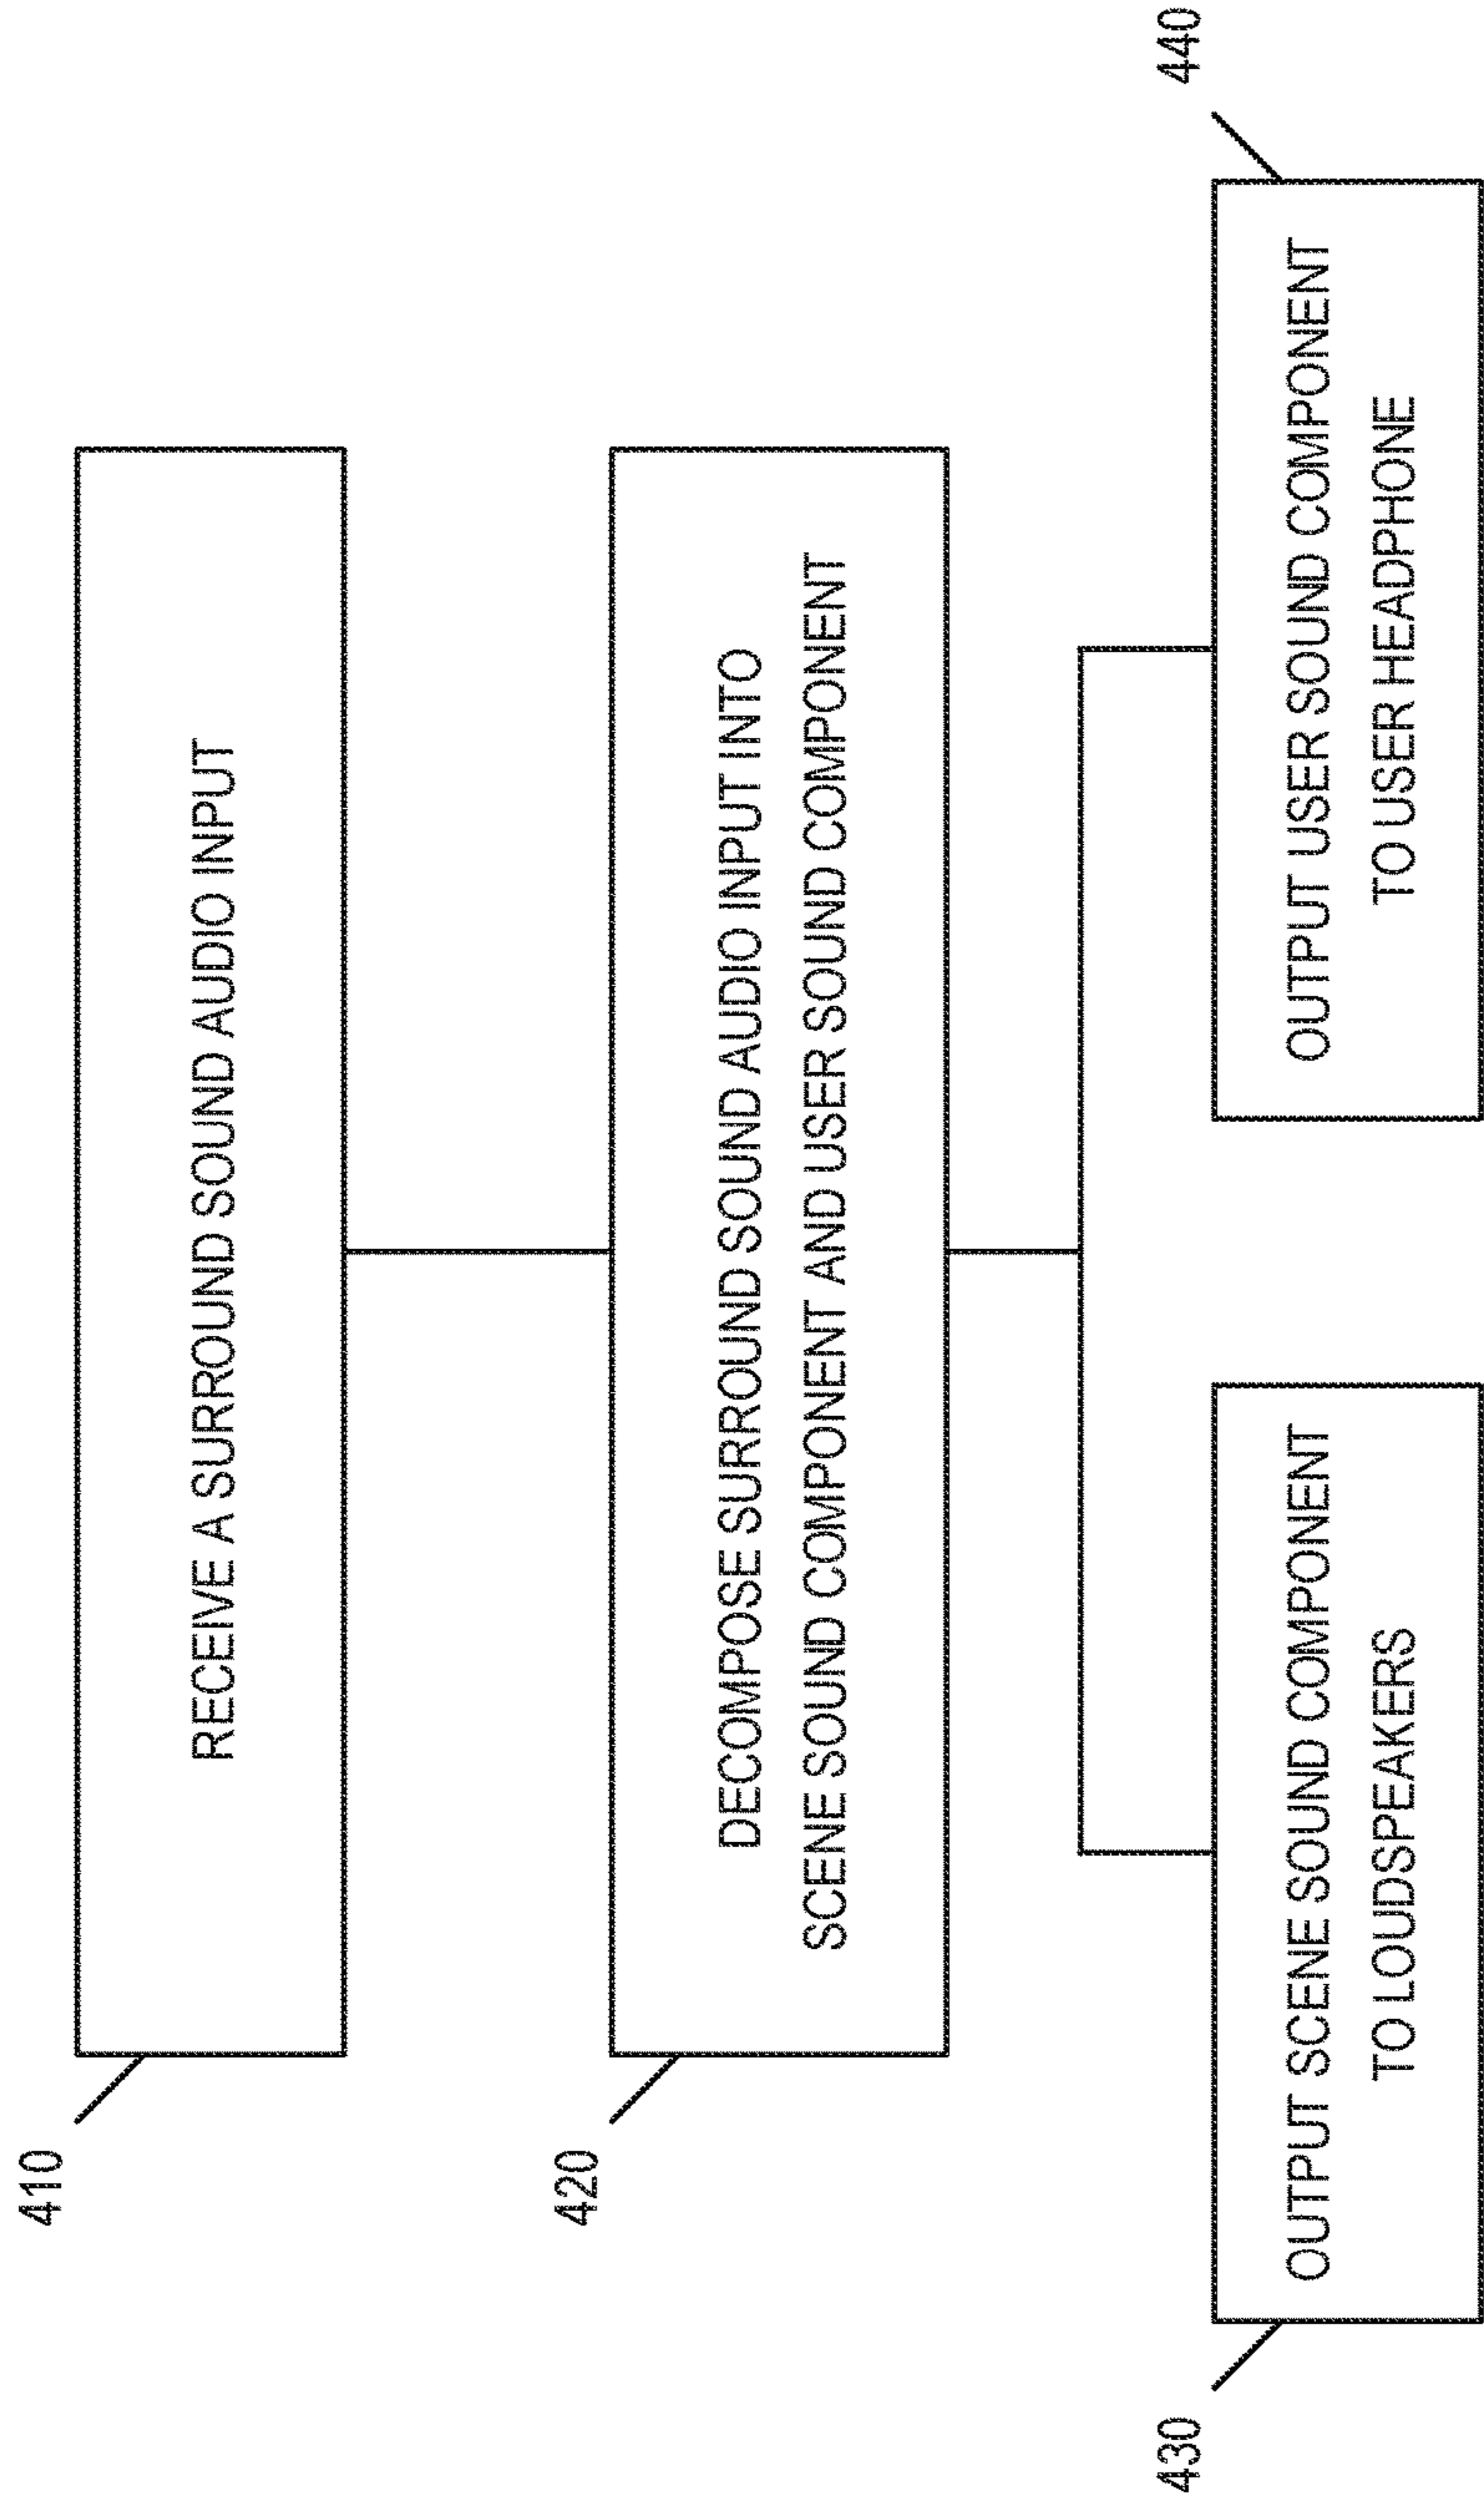 410
RECEIVE A SURROUND SOUND AUDIO INPUT
420
DECOMPOSE SURROUND SOUND AUDIO INPUT INTO
SCENE SOUND COMPONENT AND USER SOUND COMPONENT
430
OUTPUT SCENE SOUND COMPONENT
TO LOUDSPEAKERS
440
OUTPUT USER SOUND COMPONENT
TO USER HEADPHONE